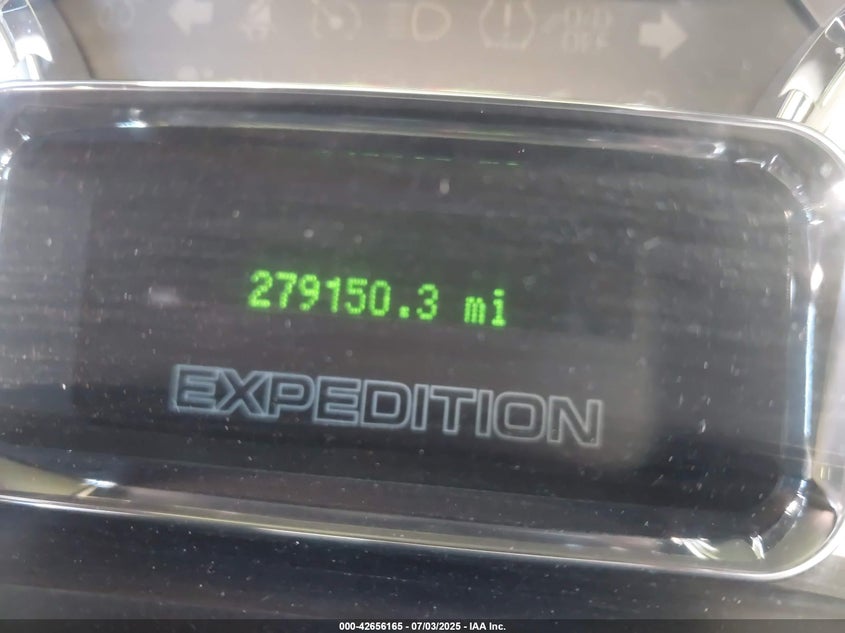 279150.3 mi
EXPEDITION
000-42656165 - 07/03/2025 - IAA Inc.